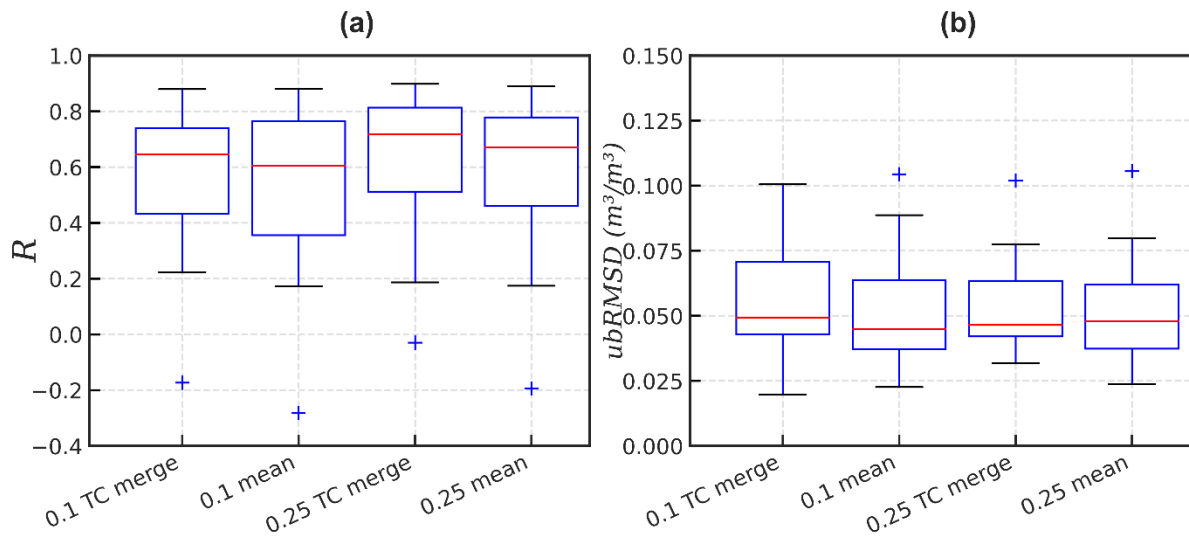 (a)
R
1.0
0.8
0.6
0.4
0.2
0.0
−0.2
−0.4
0.1 TC merge
0.1 mean
0.25 TC merge
0.25 mean
(b)
ubRMSD (m³/m³)
0.150
0.125
0.100
0.075
0.050
0.025
0.000
0.1 TC merge
0.1 mean
0.25 TC merge
0.25 mean